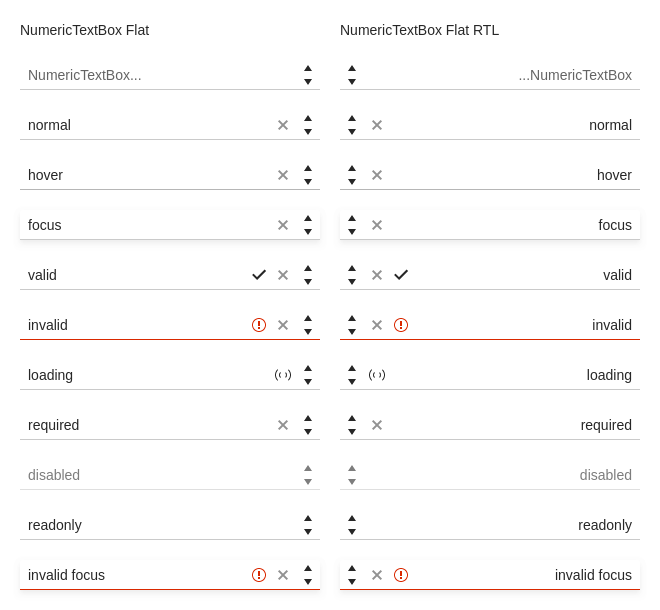 NumericTextBox Flat
NumericTextBox...
normal
hover
focus
valid
invalid
loading
required
disabled
readonly
invalid focus
NumericTextBox Flat RTL
...NumericTextBox
normal
hover
focus
valid
invalid
loading
required
disabled
readonly
invalid focus